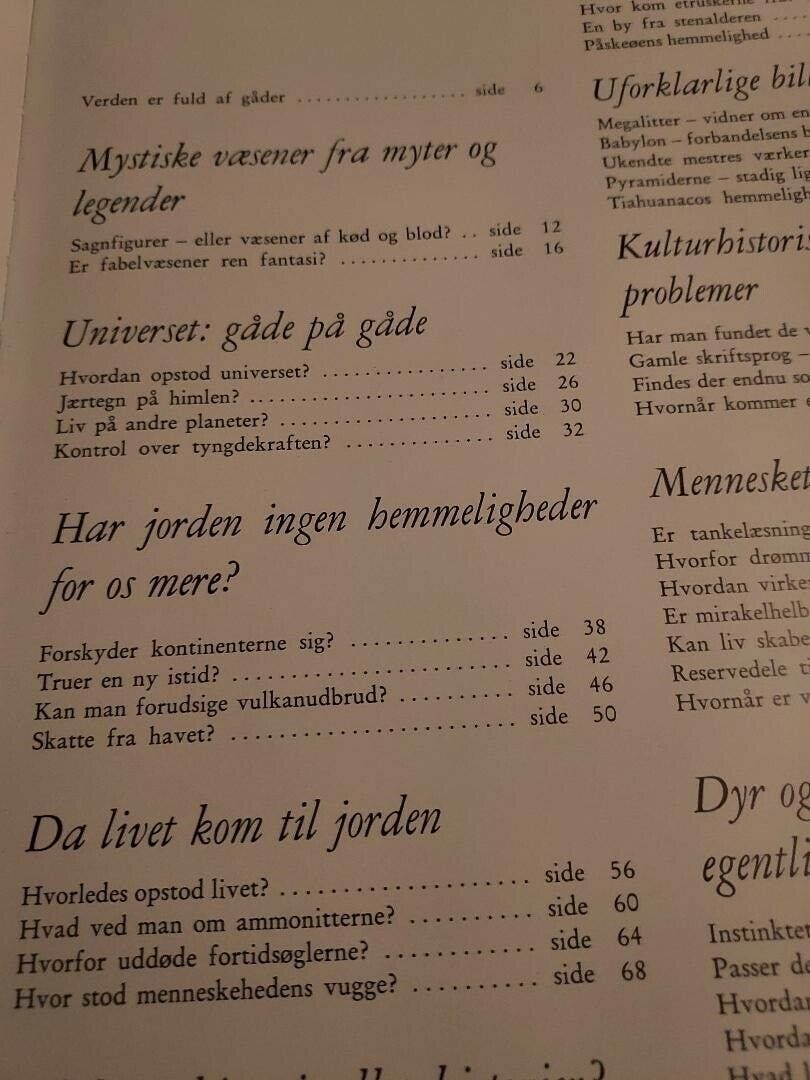 Verden er fuld af gåder .................. side 6
Mystiske væsener fra myter og
legender
Sagnfigurer – eller væsener af kød og blod? .. side 12
Er fabelvæsener ren fantasi? .............. side 16
Universet: gåde på gåde
Hvordan opstod universet? ................. side 22
Jærtegn på himlen? ........................ side 26
Liv på andre planeter? ..................... side 30
Kontrol over tyngdekraften? ............... side 32
Har jorden ingen hemmeligheder
for os mere?
Forskyder kontinenterne sig? ............... side 38
Truer en ny istid? .......................... side 42
Kan man forudsige vulkanudbrud? .......... side 46
Skatte fra havet? .......................... side 50
Da livet kom til jorden
Hvorledes opstod livet? .................... side 56
Hvad ved man om ammonitterne? .......... side 60
Hvorfor uddøde fortidsøglerne? ............ side 64
Hvor stod menneskehedens vugge? .......... side 68
Hvor kom etruskerne
En by fra stenalderen ....
Påskeøens hemmelighed ....
Uforklarlige
Megalitter – vidner om
Babylon – forbandelsens
Ukendte mestres værker
Pyramiderne – stadig
Tiahuanacos
problemer
Har man fundet de
Gamle skriftsprog –
Findes der endnu
Hvornår kommer
Er tankelæsning
Hvorfor
Hvordan
Er
Kan liv
Reservedele
Hvornår er
Dyr
Passer
Hvad